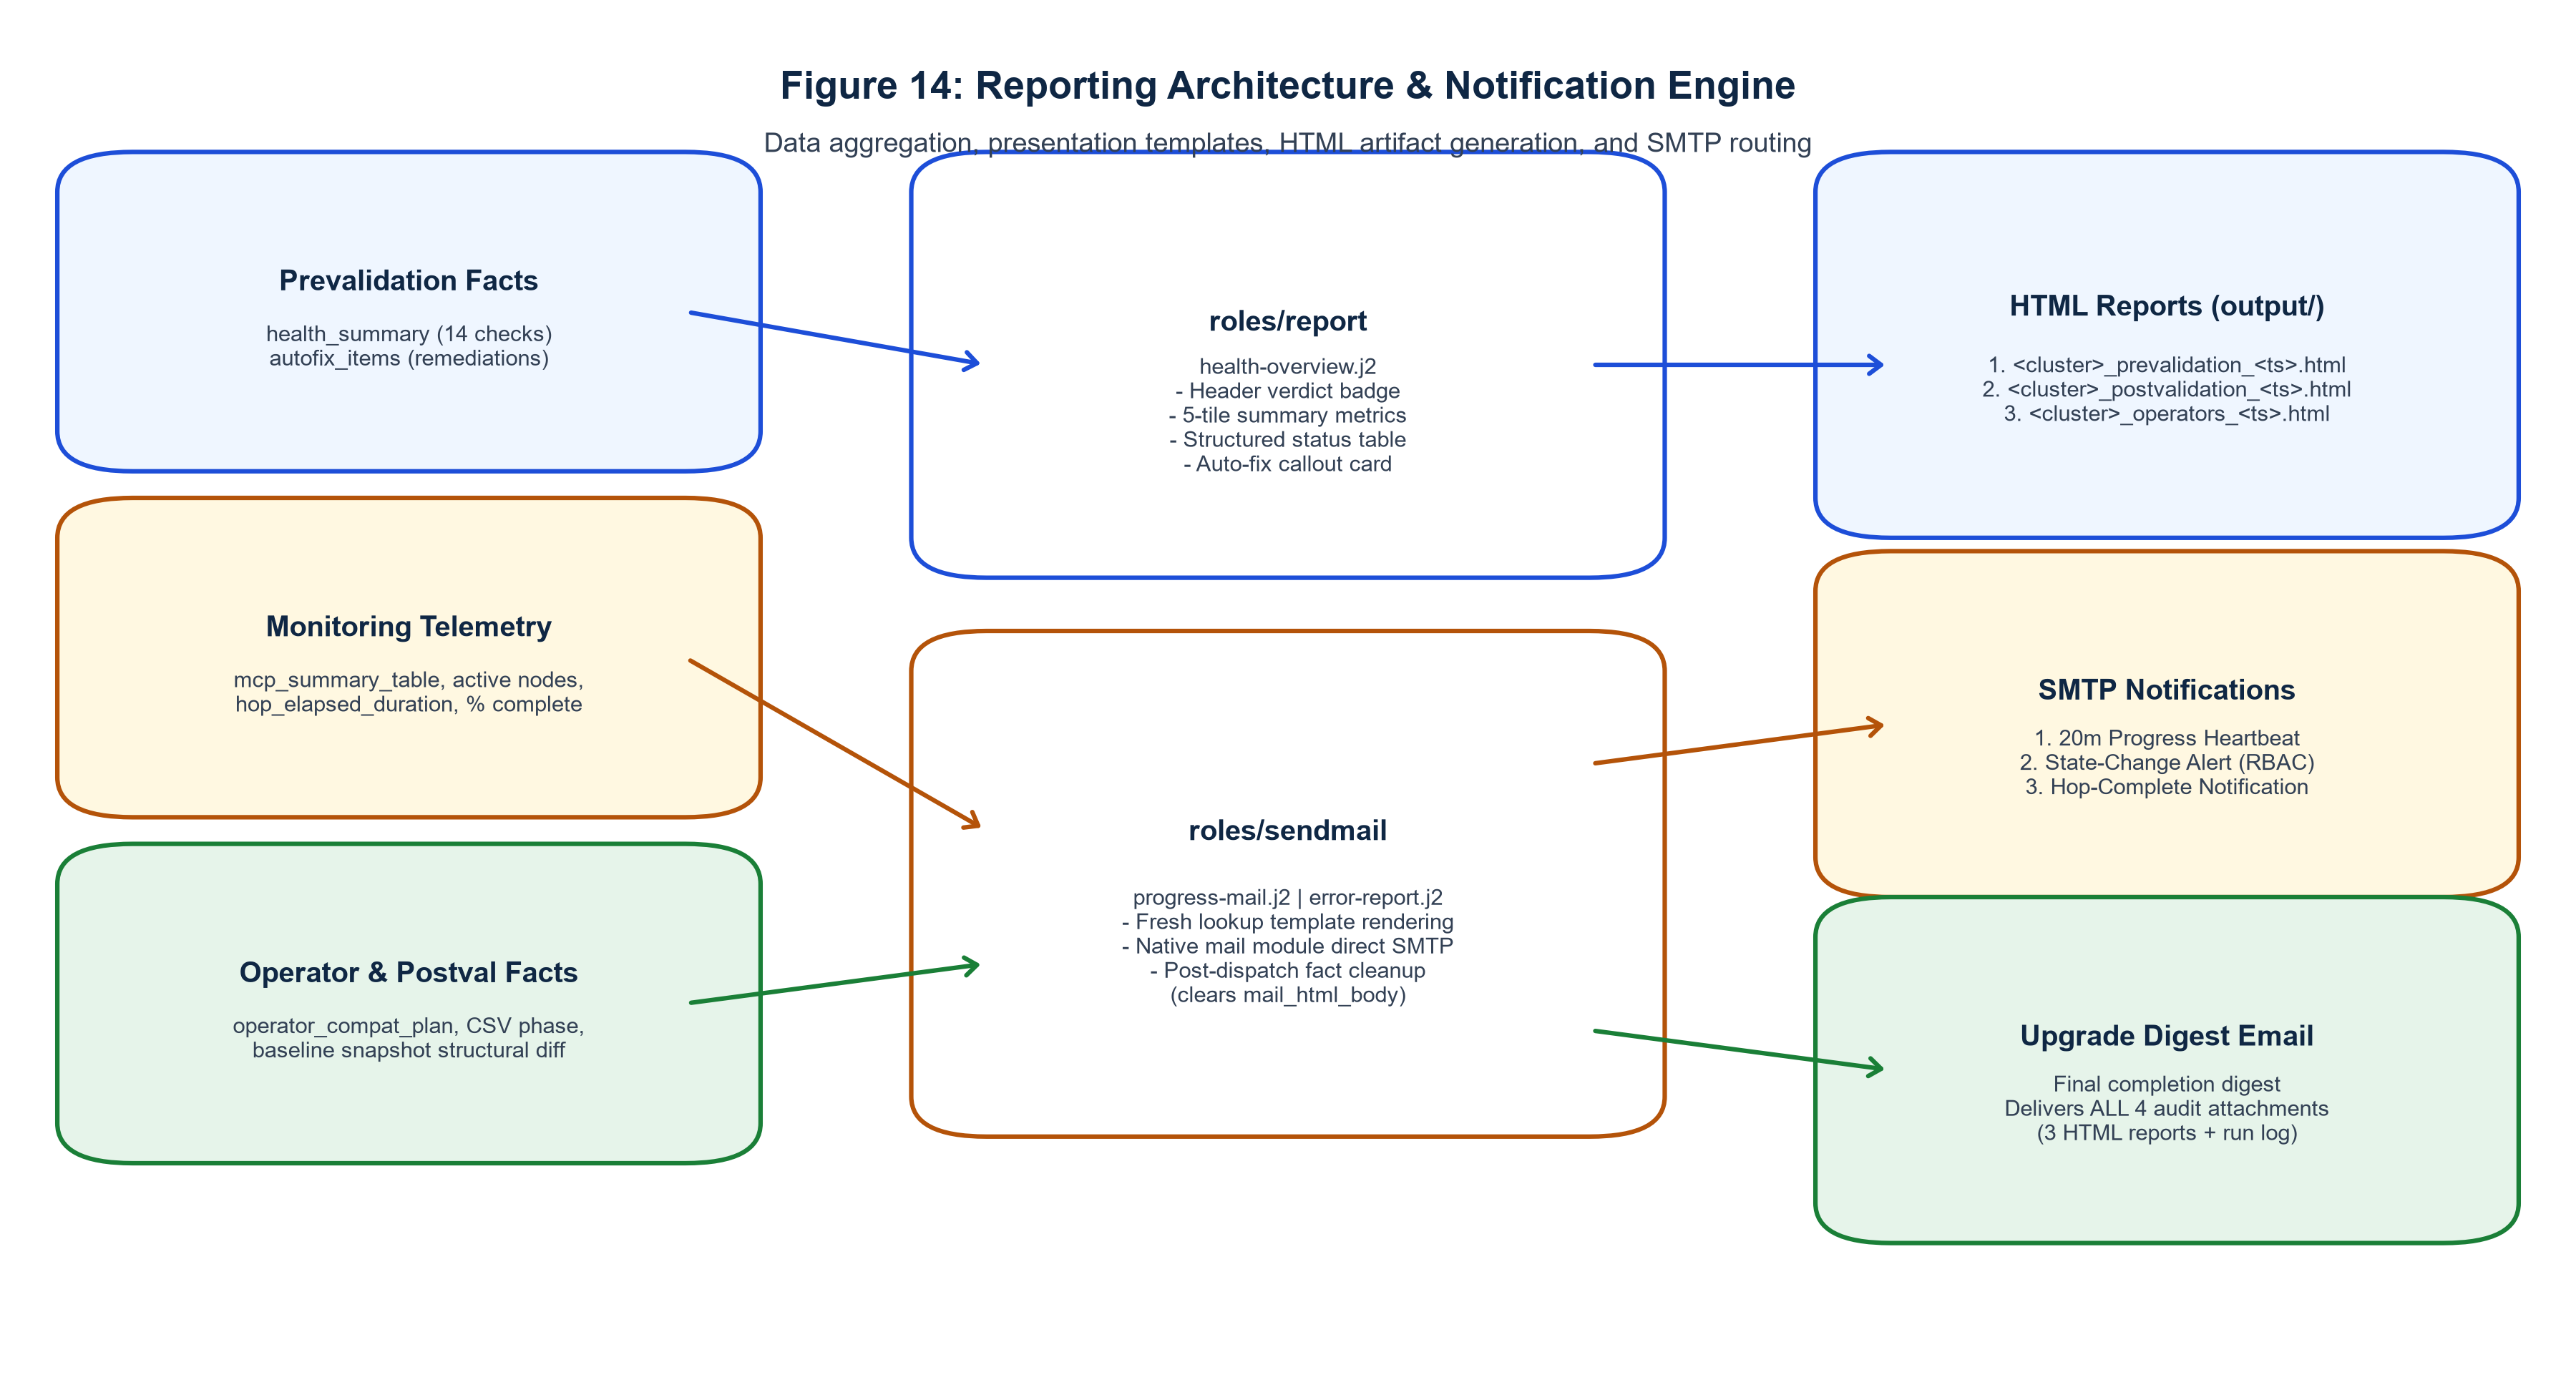 Figure 14: Reporting Architecture & Notification Engine
Data aggregation, presentation templates, HTML artifact generation, and SMTP routing
Prevalidation Facts
health_summary (14 checks)
autofix_items (remediations)
Monitoring Telemetry
mcp_summary_table, active nodes,
hop_elapsed_duration, % complete
Operator & Postval Facts
operator_compat_plan, CSV phase,
baseline snapshot structural diff
roles/report
health-overview.j2
- Header verdict badge
- 5-tile summary metrics
- Structured status table
- Auto-fix callout card
roles/sendmail
progress-mail.j2 | error-report.j2
- Fresh lookup template rendering
- Native mail module direct SMTP
- Post-dispatch fact cleanup
(clears mail_html_body)
HTML Reports (output/)
1. <cluster>_prevalidation_<ts>.html
2. <cluster>_postvalidation_<ts>.html
3. <cluster>_operators_<ts>.html
SMTP Notifications
1. 20m Progress Heartbeat
2. State-Change Alert (RBAC)
3. Hop-Complete Notification
Upgrade Digest Email
Final completion digest
Delivers ALL 4 audit attachments
(3 HTML reports + run log)